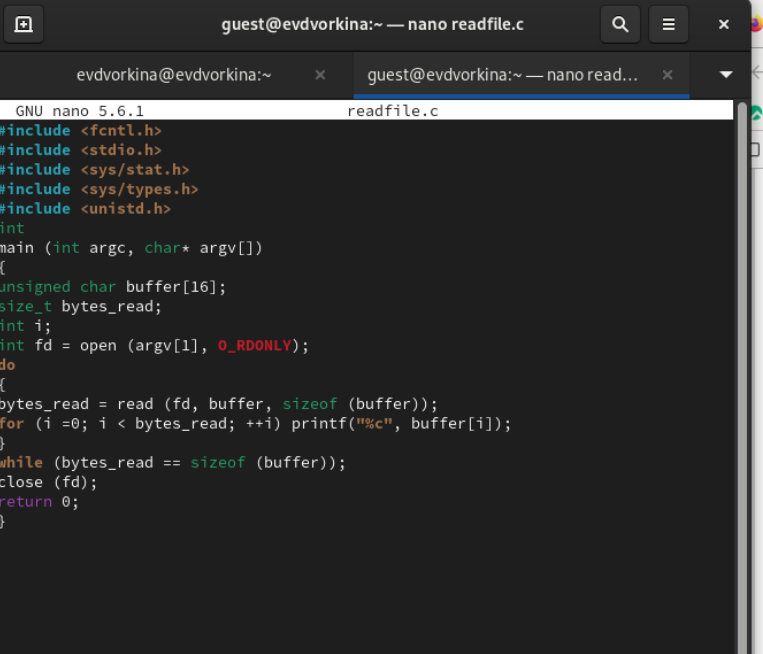 guest@evdvorkina:~ — nano readfile.c
evdvorkina@evdvorkina:~
guest@evdvorkina:~ — nano read…
GNU nano 5.6.1 readfile.c
#include <fcntl.h>
#include <stdio.h>
#include <sys/stat.h>
#include <sys/types.h>
#include <unistd.h>
int
main (int argc, char* argv[])
{
unsigned char buffer[16];
size_t bytes_read;
int i;
int fd = open (argv[1], O_RDONLY);
do
{
bytes_read = read (fd, buffer, sizeof (buffer));
for (i =0; i < bytes_read; ++i) printf("%c", buffer[i]);
}
while (bytes_read == sizeof (buffer));
close (fd);
return 0;
}